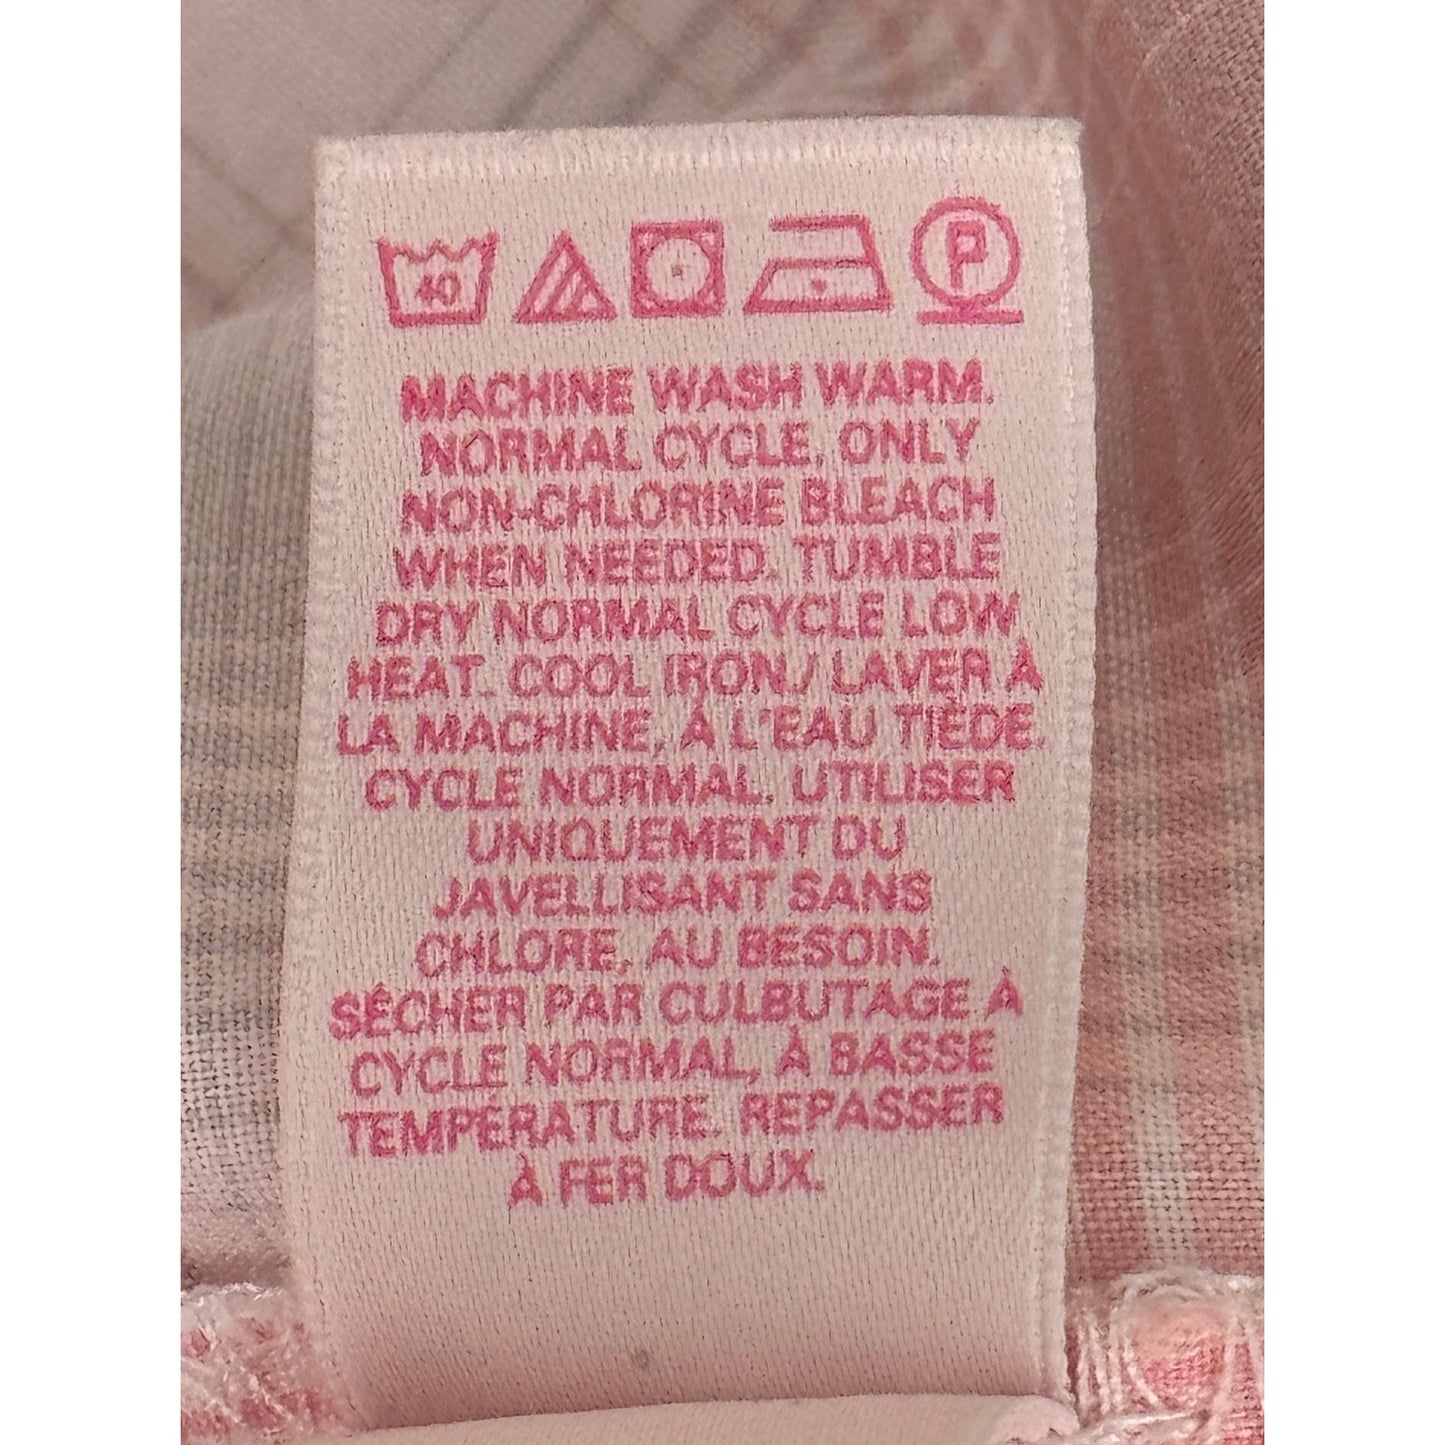 40 P
MACHINE WASH WARM.
NORMAL CYCLE, ONLY
NON-CHLORINE BLEACH
WHEN NEEDED. TUMBLE
DRY NORMAL CYCLE LOW
HEAT. COOL IRON./ LAVER À
LA MACHINE, À L'EAU TIÈDE.
CYCLE NORMAL. UTILISER
UNIQUEMENT DU
JAVELLISANT SANS
CHLORE, AU BESOIN.
SÉCHER PAR CULBUTAGE À
CYCLE NORMAL, À BASSE
TEMPÉRATURE. REPASSER
À FER DOUX.